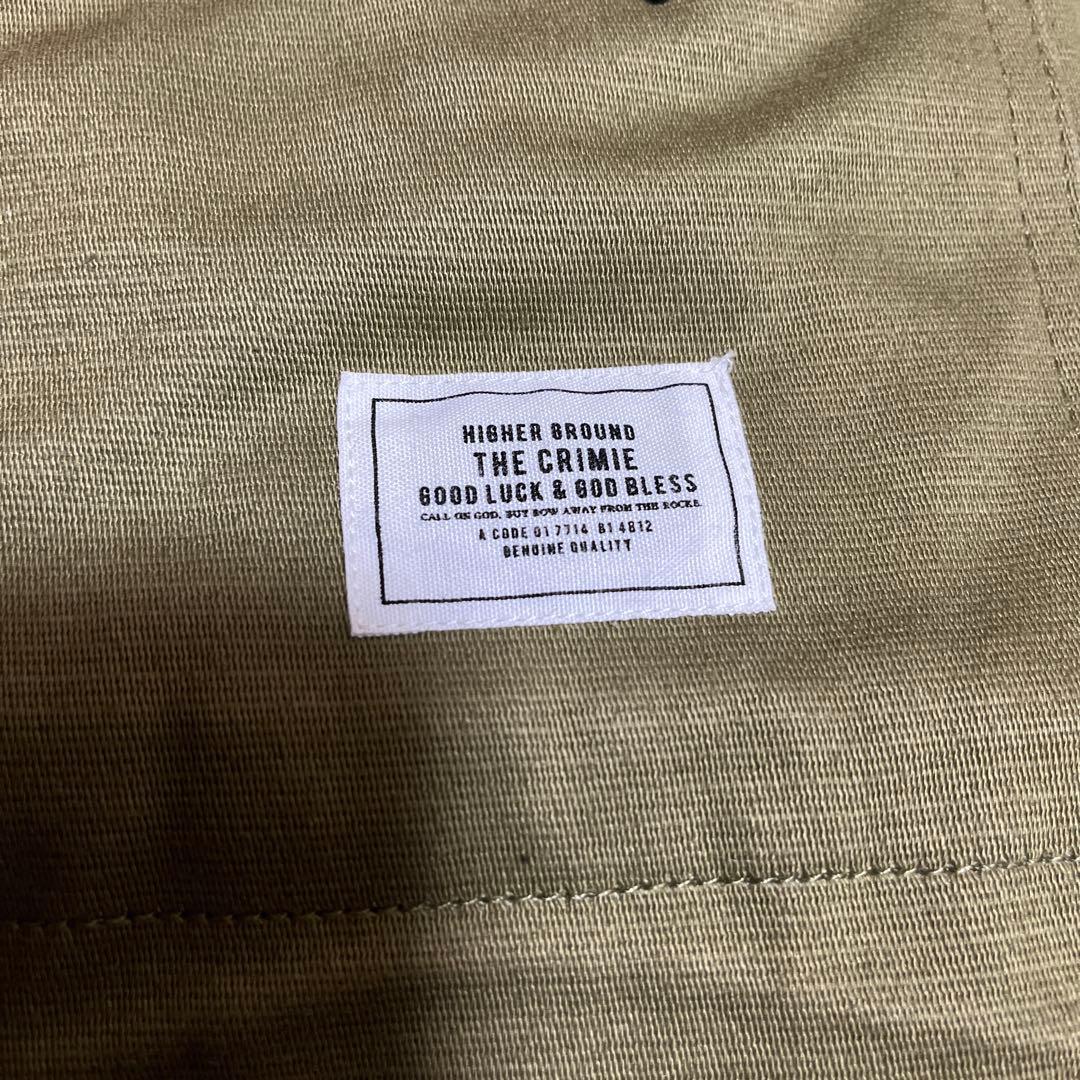 HIGHER GROUND
THE CRIMIE
GOOD LUCK & GOD BLESS
CALL ON GOD, BUT ROW AWAY FROM THE ROCKS.
A CODE 01 7714 B1 4812
GENUINE QUALITY